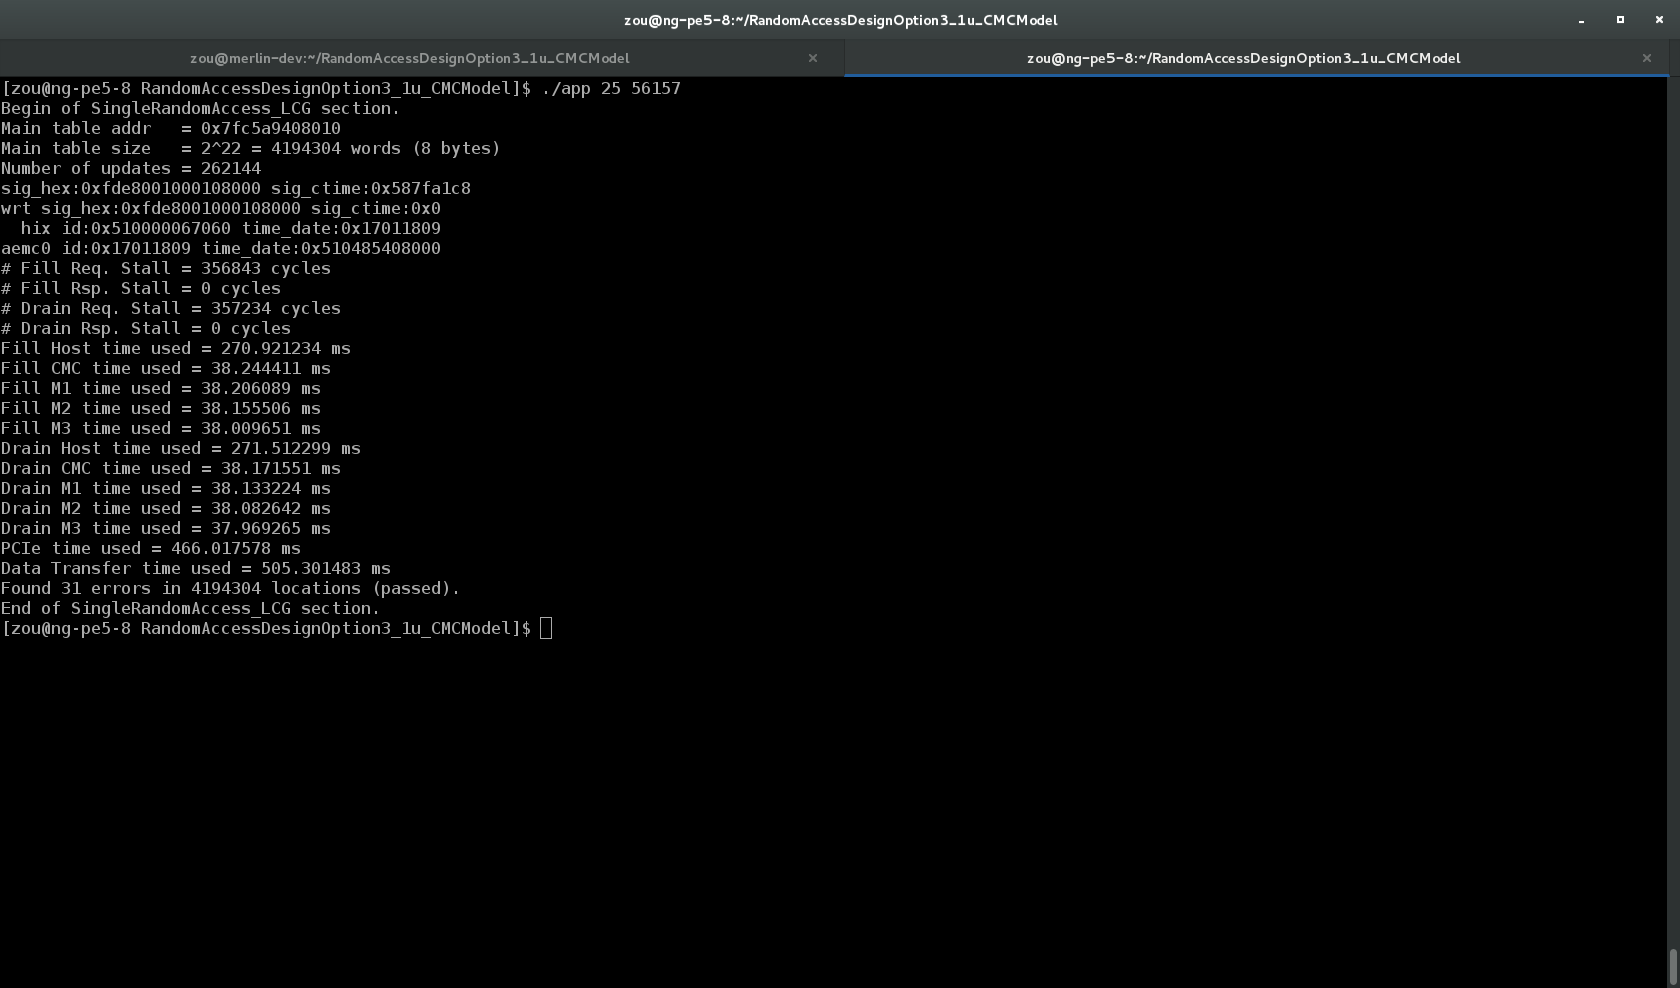 zou@ng-pe5-8:~/RandomAccessDesignOption3_1u_CMCModel
zou@merlin-dev:~/RandomAccessDesignOption3_1u_CMCModel
zou@ng-pe5-8:~/RandomAccessDesignOption3_1u_CMCModel
[zou@ng-pe5-8 RandomAccessDesignOption3_1u_CMCModel]$ ./app 25 56157
Begin of SingleRandomAccess_LCG section.
Main table addr   = 0x7fc5a9408010
Main table size   = 2^22 = 4194304 words (8 bytes)
Number of updates = 262144
sig_hex:0xfde8001000108000 sig_ctime:0x587fa1c8
wrt sig_hex:0xfde8001000108000 sig_ctime:0x0
  hix id:0x510000067060 time_date:0x17011809
aemc0 id:0x17011809 time_date:0x510485408000
# Fill Req. Stall = 356843 cycles
# Fill Rsp. Stall = 0 cycles
# Drain Req. Stall = 357234 cycles
# Drain Rsp. Stall = 0 cycles
Fill Host time used = 270.921234 ms
Fill CMC time used = 38.244411 ms
Fill M1 time used = 38.206089 ms
Fill M2 time used = 38.155506 ms
Fill M3 time used = 38.009651 ms
Drain Host time used = 271.512299 ms
Drain CMC time used = 38.171551 ms
Drain M1 time used = 38.133224 ms
Drain M2 time used = 38.082642 ms
Drain M3 time used = 37.969265 ms
PCIe time used = 466.017578 ms
Data Transfer time used = 505.301483 ms
Found 31 errors in 4194304 locations (passed).
End of SingleRandomAccess_LCG section.
[zou@ng-pe5-8 RandomAccessDesignOption3_1u_CMCModel]$